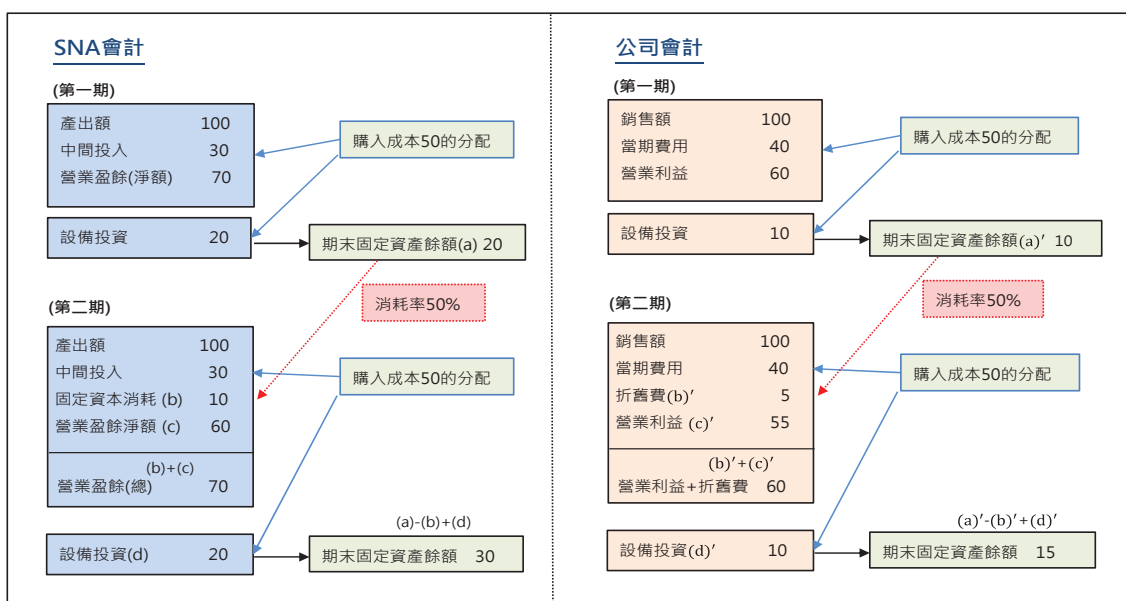 SNA會計
(第一期)
產出額 100
中間投入 30
營業盈餘(淨額) 70
購入成本50的分配
設備投資 20
期末固定資產餘額(a) 20
消耗率50%
(第二期)
產出額 100
中間投入 30
固定資本消耗 (b) 10
營業盈餘淨額 (c) 60
(b)+(c)
營業盈餘(總) 70
購入成本50的分配
(a)-(b)+(d)
設備投資(d) 20
期末固定資產餘額 30
公司會計
(第一期)
銷售額 100
當期費用 40
營業利益 60
購入成本50的分配
設備投資 10
期末固定資產餘額(a)′ 10
消耗率50%
(第二期)
銷售額 100
當期費用 40
折舊費(b)′ 5
營業利益 (c)′ 55
(b)′+(c)′
營業利益+折舊費 60
購入成本50的分配
(a)′-(b)′+(d)′
設備投資(d)′ 10
期末固定資產餘額 15